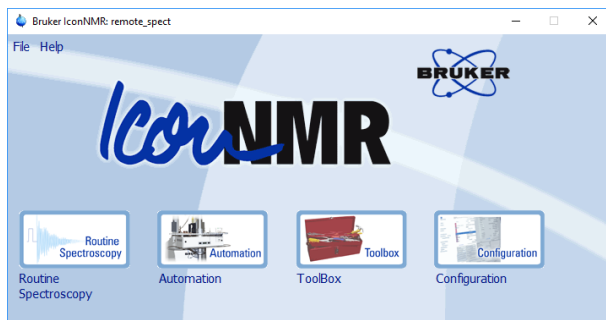 Bruker IconNMR: remote_spect
File Help
BRUKER
IconNMR
Routine
Spectroscopy
Automation
Toolbox
Configuration
Routine
Spectroscopy
Automation
ToolBox
Configuration